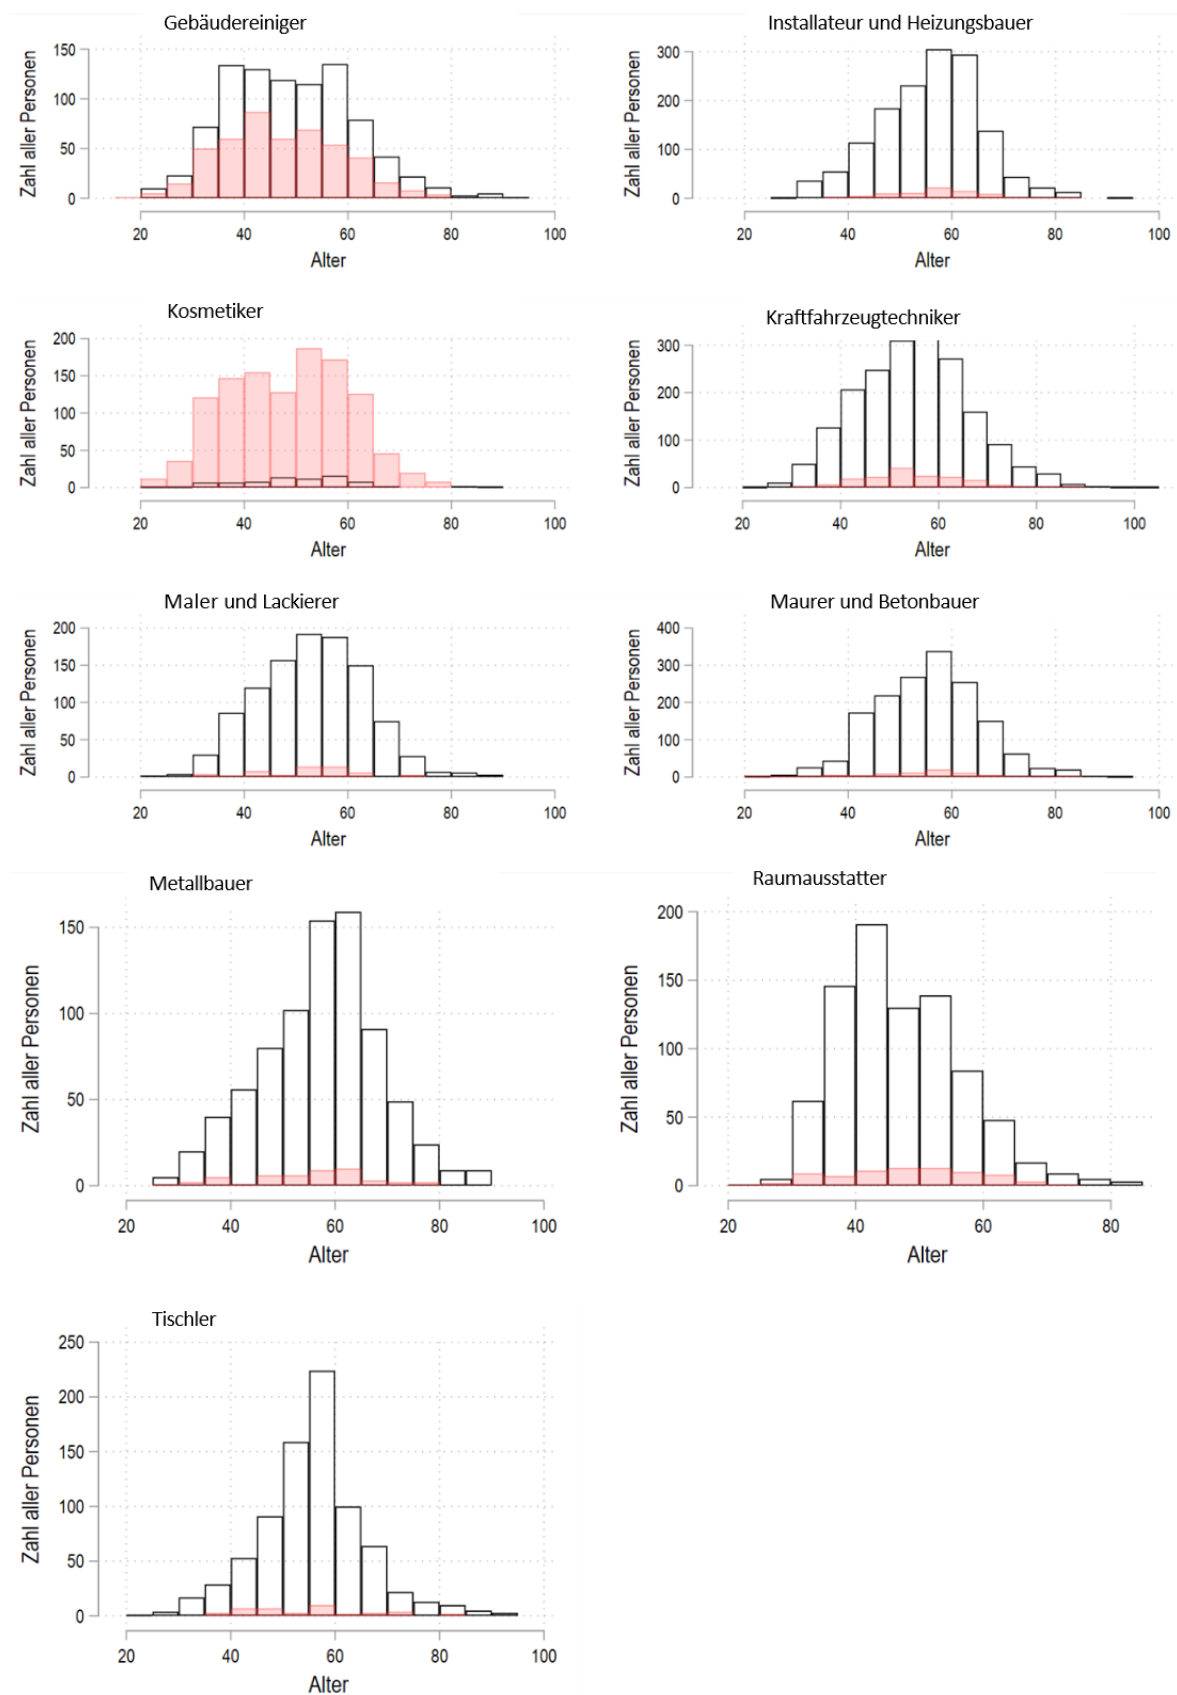 Gebäudereiniger
Zahl aller Personen
150
100
50
0
20 40 60 80 100
Alter
Installateur und Heizungsbauer
Zahl aller Personen
300
200
100
0
20 40 60 80 100
Alter
Kosmetiker
Zahl aller Personen
200
150
100
50
0
20 40 60 80 100
Alter
Kraftfahrzeugtechniker
Zahl aller Personen
300
200
100
0
20 40 60 80 100
Alter
Maler und Lackierer
Zahl aller Personen
200
150
100
50
0
20 40 60 80 100
Alter
Maurer und Betonbauer
Zahl aller Personen
400
300
200
100
0
20 40 60 80 100
Alter
Metallbauer
Zahl aller Personen
150
100
50
0
20 40 60 80 100
Alter
Raumausstatter
Zahl aller Personen
200
150
100
50
0
20 40 60 80
Alter
Tischler
Zahl aller Personen
250
200
150
100
50
0
20 40 60 80 100
Alter